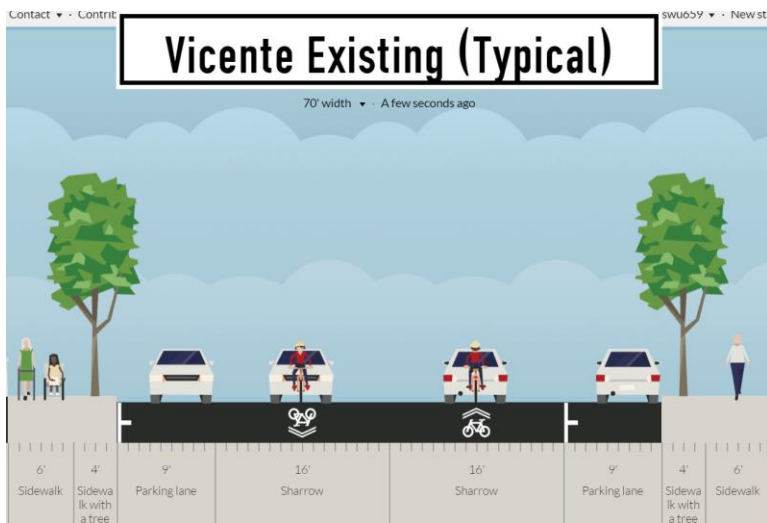 Contact ▾ · Contrib
swu659 ▾ · New st
Vicente Existing (Typical)
70' width ▾ · A few seconds ago
6' 4' 9' 16' 16' 9' 4' 6'
Sidewalk Sidewa Parking lane Sharrow Sharrow Parking lane Sidewa Sidewalk
lk with lk with
a tree a tree